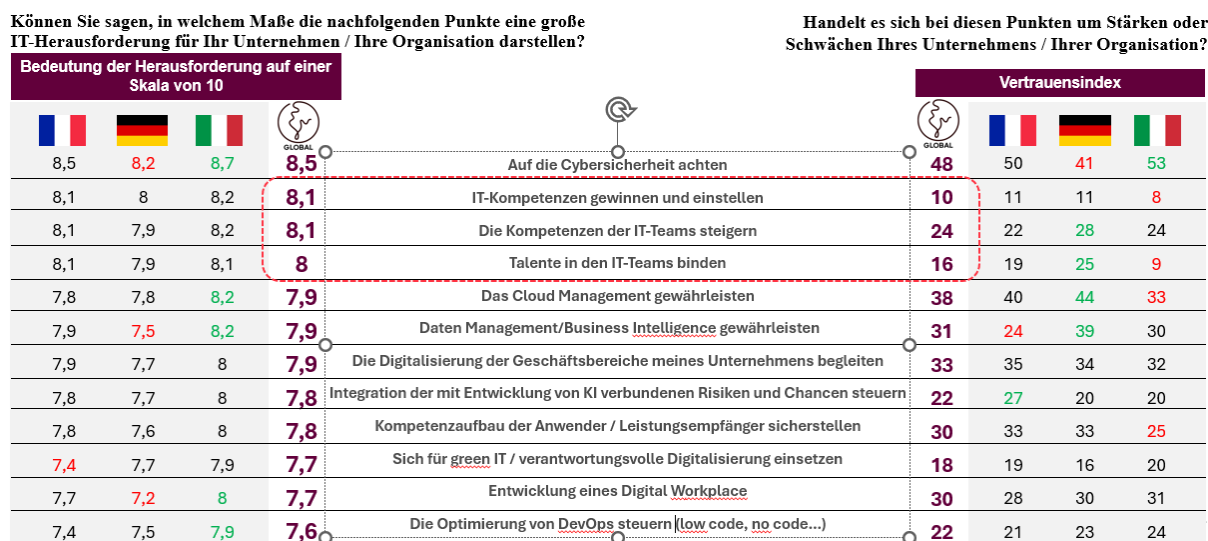 Können Sie sagen, in welchem Maße die nachfolgenden Punkte eine große
IT-Herausforderung für Ihr Unternehmen / Ihre Organisation darstellen?
Handelt es sich bei diesen Punkten um Stärken oder
Schwächen Ihres Unternehmens / Ihrer Organisation?
Bedeutung der Herausforderung auf einer
Skala von 10
Vertrauensindex
GLOBAL
GLOBAL
8,5 8,2 8,7 8,5 Auf die Cybersicherheit achten 48 50 41 53
8,1 8 8,2 8,1 IT-Kompetenzen gewinnen und einstellen 10 11 11 8
8,1 7,9 8,2 8,1 Die Kompetenzen der IT-Teams steigern 24 22 28 24
8,1 7,9 8,1 8 Talente in den IT-Teams binden 16 19 25 9
7,8 7,8 8,2 7,9 Das Cloud Management gewährleisten 38 40 44 33
7,9 7,5 8,2 7,9 Daten Management/Business Intelligence gewährleisten 31 24 39 30
7,9 7,7 8 7,9 Die Digitalisierung der Geschäftsbereiche meines Unternehmens begleiten 33 35 34 32
7,8 7,7 8 7,8 Integration der mit Entwicklung von KI verbundenen Risiken und Chancen steuern 22 27 20 20
7,8 7,6 8 7,8 Kompetenzaufbau der Anwender / Leistungsempfänger sicherstellen 30 33 33 25
7,4 7,7 7,9 7,7 Sich für green IT / verantwortungsvolle Digitalisierung einsetzen 18 19 16 20
7,7 7,2 8 7,7 Entwicklung eines Digital Workplace 30 28 30 31
7,4 7,5 7,9 7,6 Die Optimierung von DevOps steuern (low code, no code...) 22 21 23 24